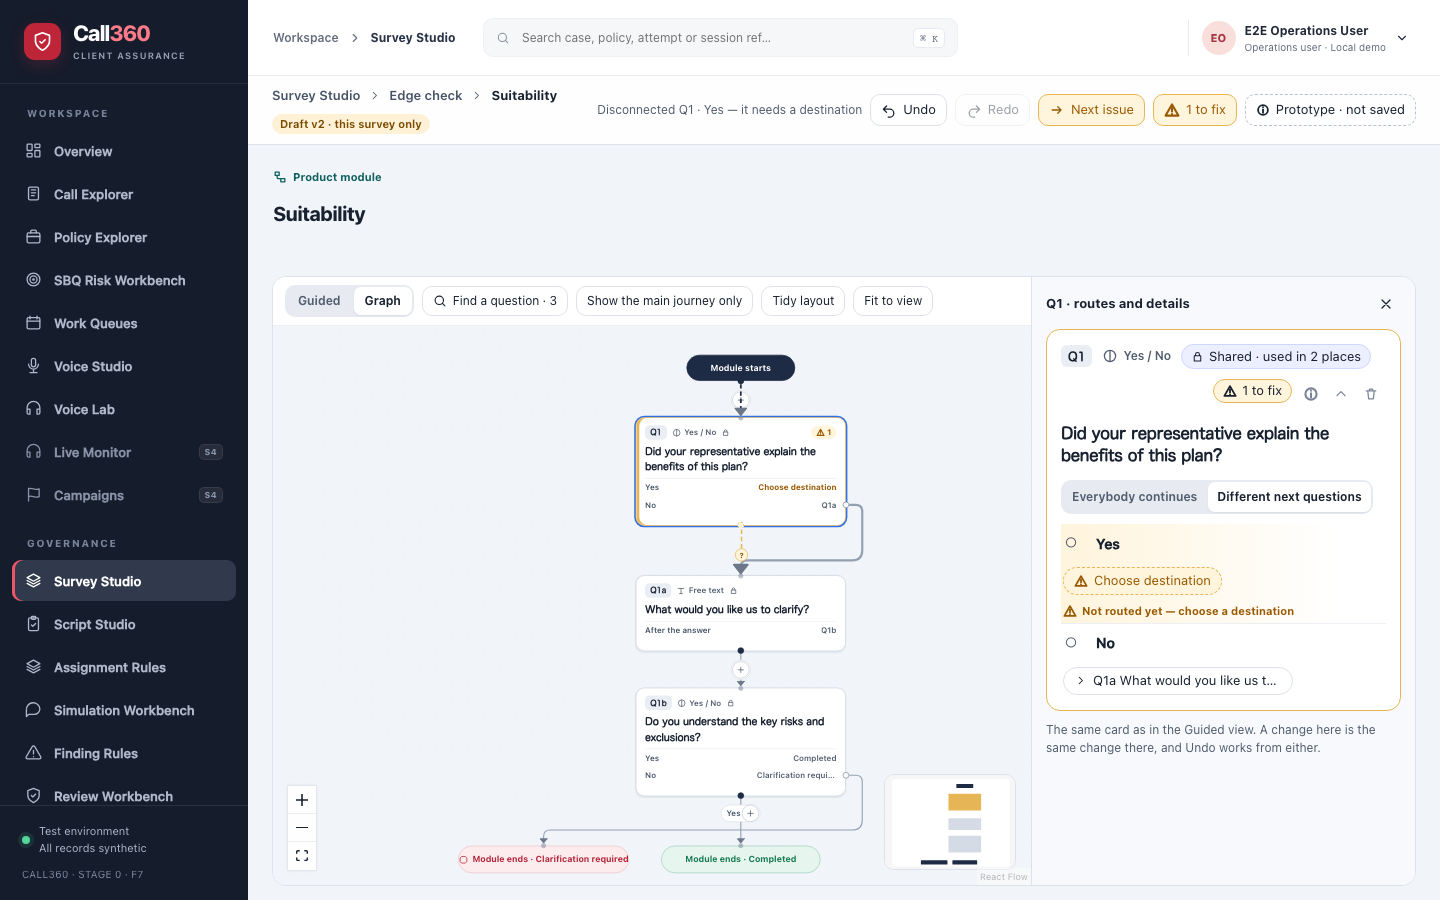 Call360
CLIENT ASSURANCE
WORKSPACE
Overview
Call Explorer
Policy Explorer
SBQ Risk Workbench
Work Queues
Voice Studio
Voice Lab
Live Monitor S4
Campaigns S4
GOVERNANCE
Survey Studio
Script Studio
Assignment Rules
Simulation Workbench
Finding Rules
Review Workbench
Test environment
All records synthetic
CALL360 · STAGE 0 · F7
Workspace > Survey Studio
Search case, policy, attempt or session ref...
⌘ K
EO
E2E Operations User
Operations user · Local demo
Survey Studio > Edge check > Suitability
Draft v2 · this survey only
Disconnected Q1 · Yes — it needs a destination
Undo
Redo
Next issue
1 to fix
Prototype · not saved
Product module
Suitability
Guided
Graph
Find a question · 3
Show the main journey only
Tidy layout
Fit to view
Module starts
+
Q1 Yes / No 1
Did your representative explain the
benefits of this plan?
Yes Choose destination
No Q1a
?
Q1a Free text
What would you like us to clarify?
After the answer Q1b
+
Q1b Yes / No
Do you understand the key risks and
exclusions?
Yes Completed
No Clarification requi...
Yes +
Module ends · Clarification required
Module ends · Completed
React Flow
Q1 · routes and details
Q1 Yes / No Shared · used in 2 places
1 to fix
Did your representative explain the
benefits of this plan?
Everybody continues
Different next questions
Yes
Choose destination
Not routed yet — choose a destination
No
Q1a What would you like us t...
The same card as in the Guided view. A change here is the
same change there, and Undo works from either.